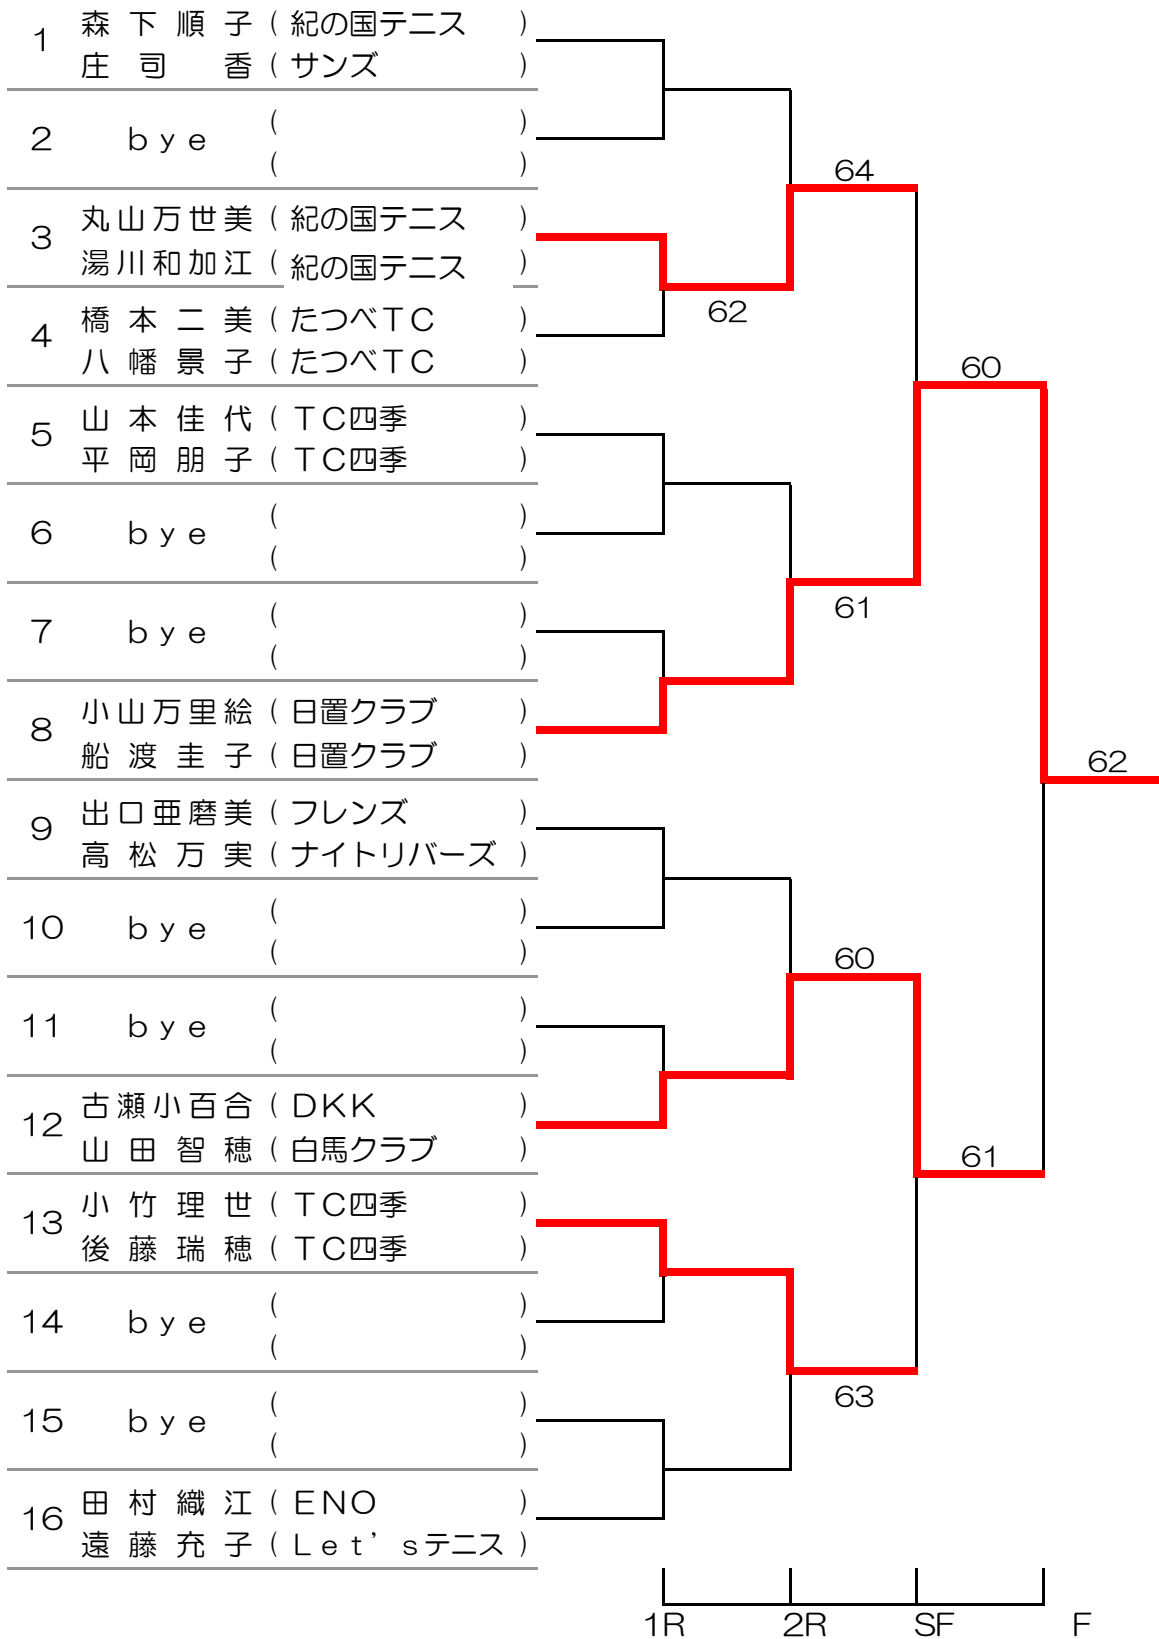 1 森下順子(紀の国テニス)
庄司 香(サンズ)
2 bye ( )
( )
64
3 丸山万世美(紀の国テニス)
湯川和加江(紀の国テニス)
62
4 橋本二美(たつべTC)
八幡景子(たつべTC)
60
5 山本佳代(TC四季)
平岡朋子(TC四季)
6 bye ( )
( )
61
7 bye ( )
( )
8 小山万里絵(日置クラブ)
船渡圭子(日置クラブ)
62
9 出口亜磨美(フレンズ)
高松万実(ナイトリバーズ)
10 bye ( )
( )
60
11 bye ( )
( )
12 古瀬小百合(DKK)
山田智穂(白馬クラブ)
61
13 小竹理世(TC四季)
後藤瑞穂(TC四季)
14 bye ( )
( )
63
15 bye ( )
( )
16 田村織江(ENO)
遠藤充子(Let’sテニス)
1R 2R SF F